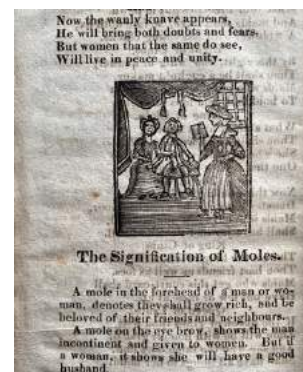 Now the wanly knave appears,
He will bring both doubts and fears.
But women that the same do see,
Will live in peace and unity.
The Signification of Moles.
A mole in the forehead of a man or wo-
man, denotes they shall grow rich, and be
beloved of their friends and neighbours.
A mole on the eye brow, shows the man
incontinent and given to women. But if
a woman, it shows she will have a good
husband.